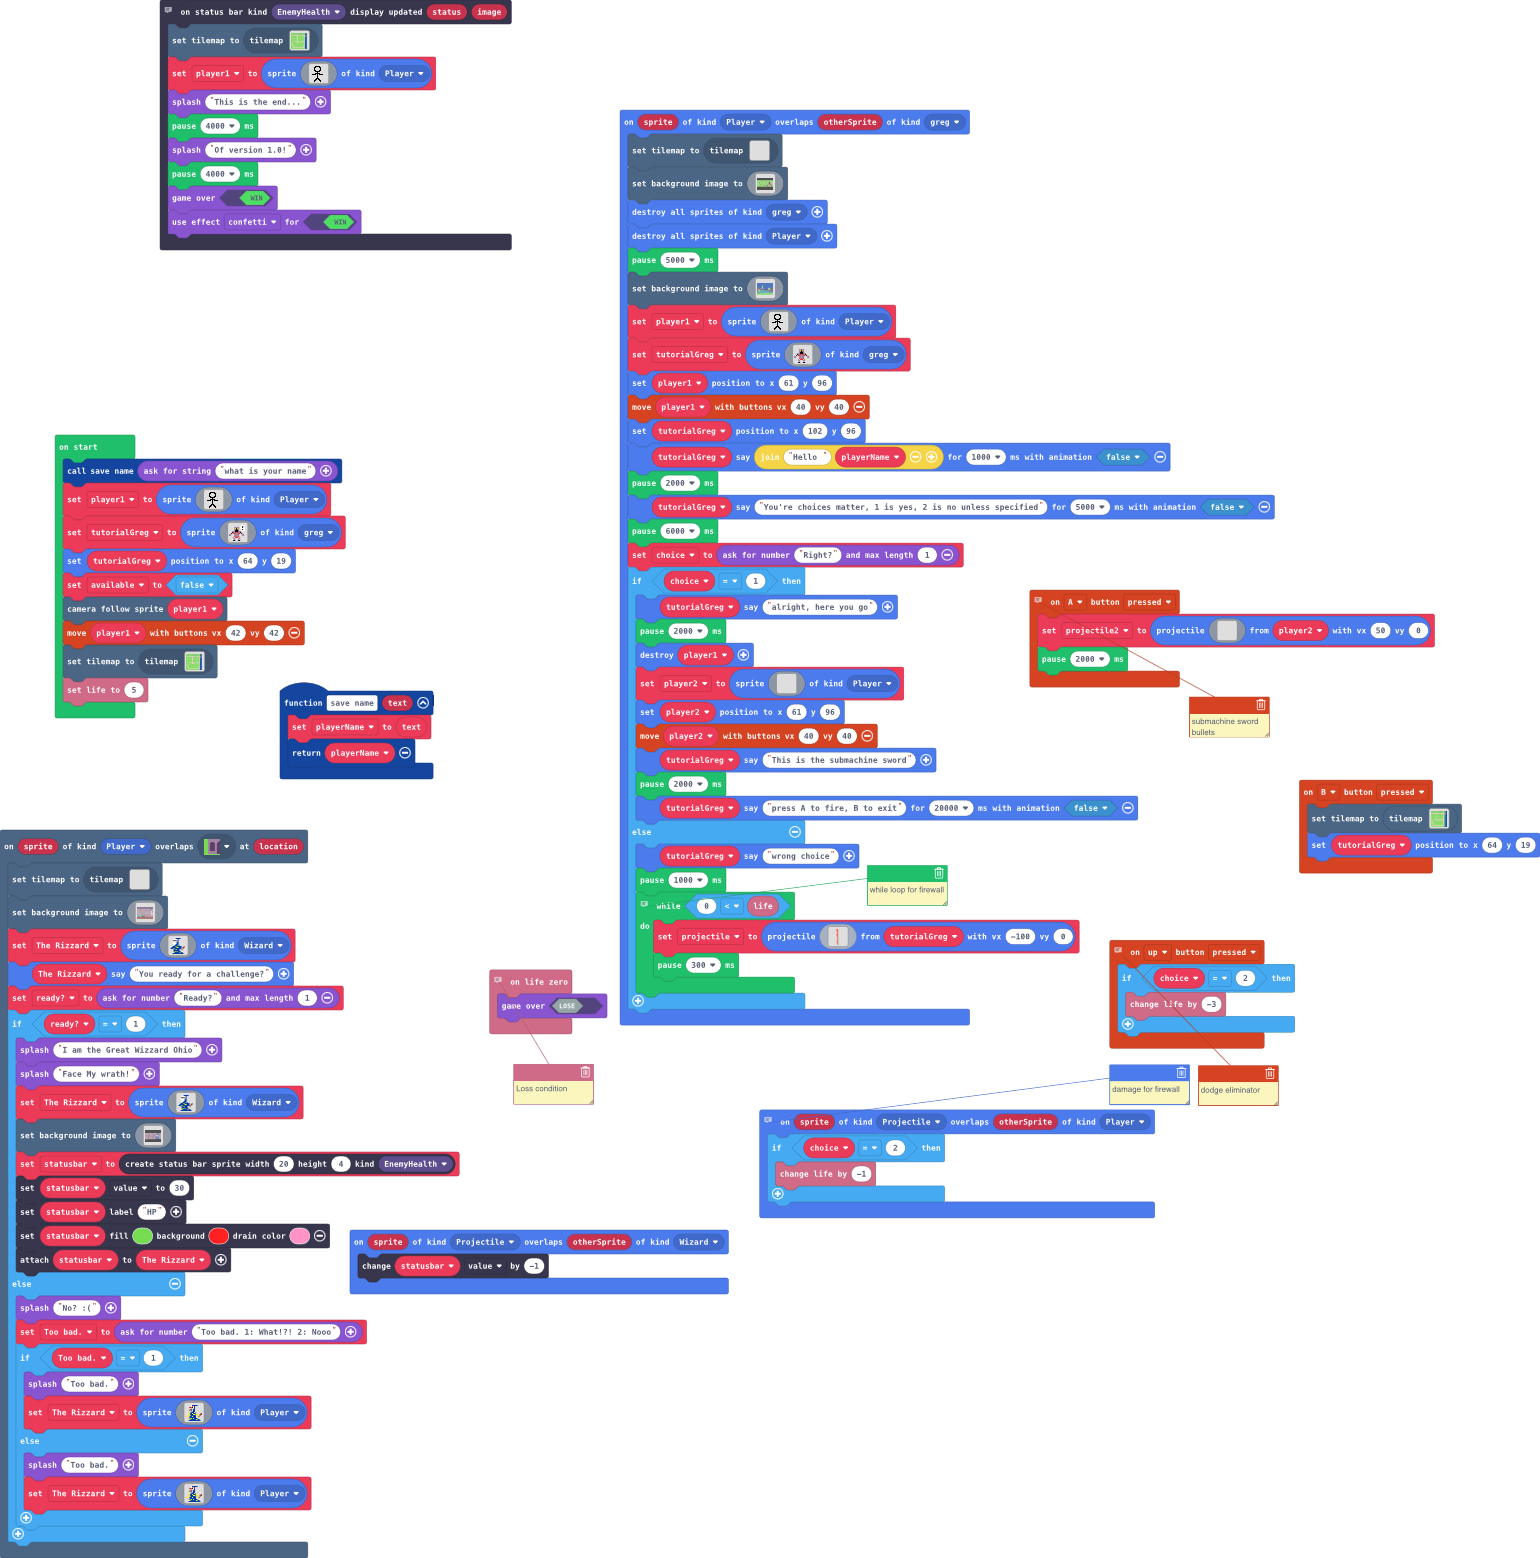 on status bar kind EnemyHealth display updated status image
set tilemap to tilemap
set player1 to sprite of kind Player
splash "This is the end..."
pause 4000 ms
splash "Of version 1.0!"
pause 4000 ms
game over WIN
use effect confetti for WIN
on sprite of kind Player overlaps otherSprite of kind greg
set tilemap to tilemap
set background image to
destroy all sprites of kind greg
destroy all sprites of kind Player
pause 5000 ms
set background image to
set player1 to sprite of kind Player
set tutorialGreg to sprite of kind greg
set player1 position to x 61 y 96
move player1 with buttons vx 40 vy 40
set tutorialGreg position to x 102 y 96
tutorialGreg say join "Hello " playerName for 1000 ms with animation false
pause 2000 ms
tutorialGreg say "You're choices matter, 1 is yes, 2 is no unless specified" for 5000 ms with animation false
pause 6000 ms
set choice to ask for number "Right?" and max length 1
if choice = 1 then
tutorialGreg say "alright, here you go"
pause 2000 ms
destroy player1
set player2 to sprite of kind Player
set player2 position to x 61 y 96
move player2 with buttons vx 40 vy 40
tutorialGreg say "This is the submachine sword"
pause 2000 ms
tutorialGreg say "press A to fire, B to exit" for 20000 ms with animation false
else
tutorialGreg say "wrong choice"
pause 1000 ms
while 0 < life
do
set projectile to projectile from tutorialGreg with vx -100 vy 0
pause 300 ms
while loop for firewall
on start
call save name ask for string "what is your name"
set player1 to sprite of kind Player
set tutorialGreg to sprite of kind greg
set tutorialGreg position to x 64 y 19
set available to false
camera follow sprite player1
move player1 with buttons vx 42 vy 42
set tilemap to tilemap
set life to 5
function save name text
set playerName to text
return playerName
on A button pressed
set projectile2 to projectile from player2 with vx 50 vy 0
pause 2000 ms
submachine sword
bullets
on B button pressed
set tilemap to tilemap
set tutorialGreg position to x 64 y 19
on sprite of kind Player overlaps at location
set tilemap to tilemap
set background image to
set The Rizzard to sprite of kind Wizard
The Rizzard say "You ready for a challenge?"
set ready? to ask for number "Ready?" and max length 1
if ready? = 1 then
splash "I am the Great Wizzard Ohio"
splash "Face My wrath!"
set The Rizzard to sprite of kind Wizard
set background image to
set statusbar to create status bar sprite width 20 height 4 kind EnemyHealth
set statusbar value to 30
set statusbar label "HP"
set statusbar fill background drain color
attach statusbar to The Rizzard
else
splash "No? :("
set Too bad. to ask for number "Too bad. 1: What!?! 2: Nooo"
if Too bad. = 1 then
splash "Too bad."
set The Rizzard to sprite of kind Player
else
splash "Too bad."
set The Rizzard to sprite of kind Player
on life zero
game over LOSE
Loss condition
on up button pressed
if choice = 2 then
change life by -3
dodge eliminator
damage for firewall
on sprite of kind Projectile overlaps otherSprite of kind Player
if choice = 2 then
change life by -1
on sprite of kind Projectile overlaps otherSprite of kind Wizard
change statusbar value by -1